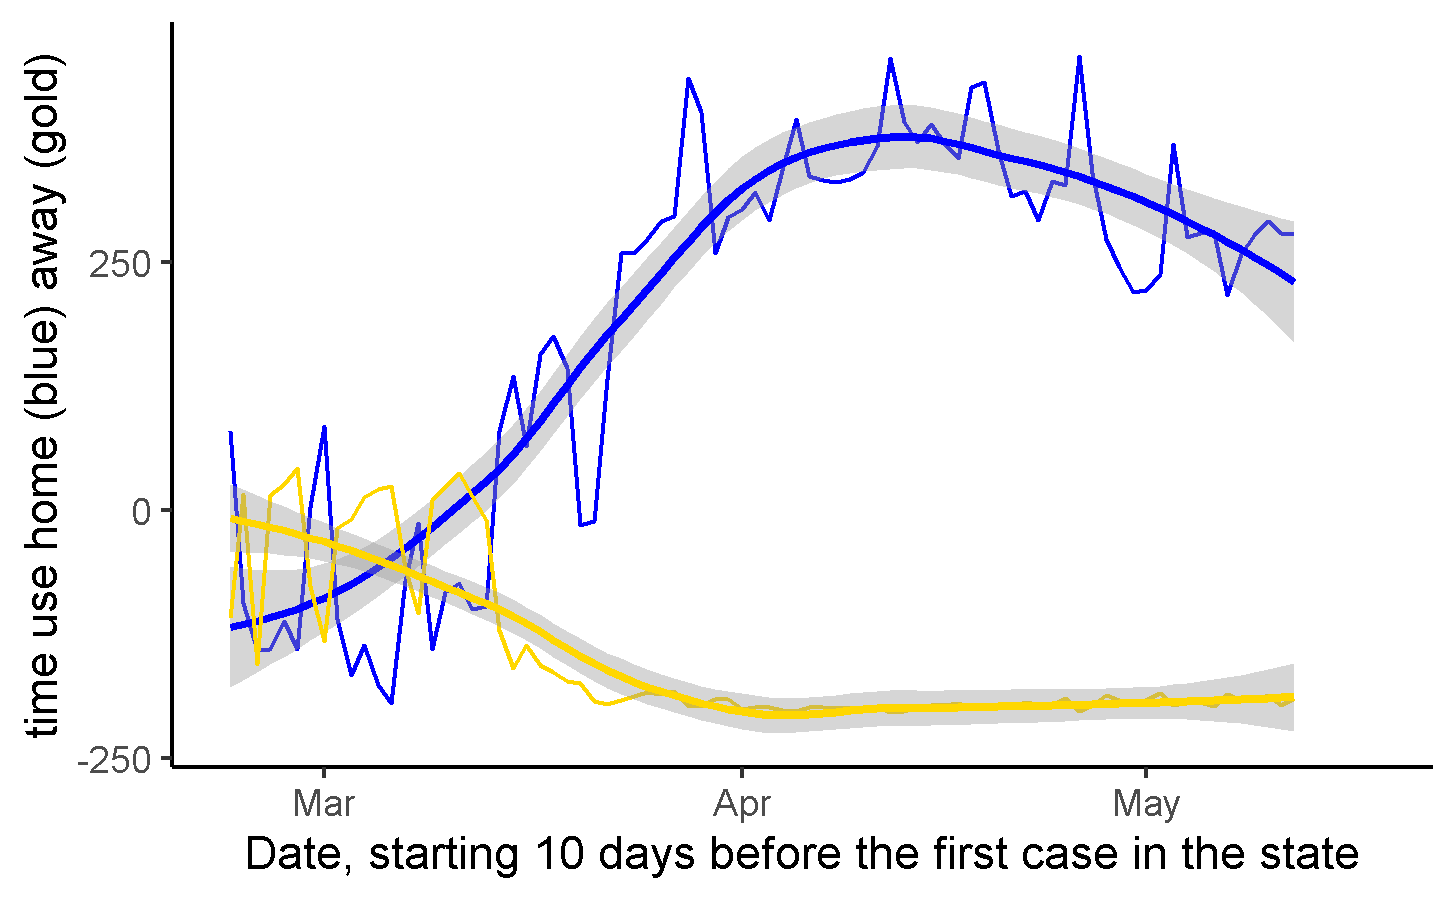 time use home (blue) away (gold)
250
0
-250
Mar
Apr
May
Date, starting 10 days before the first case in the state